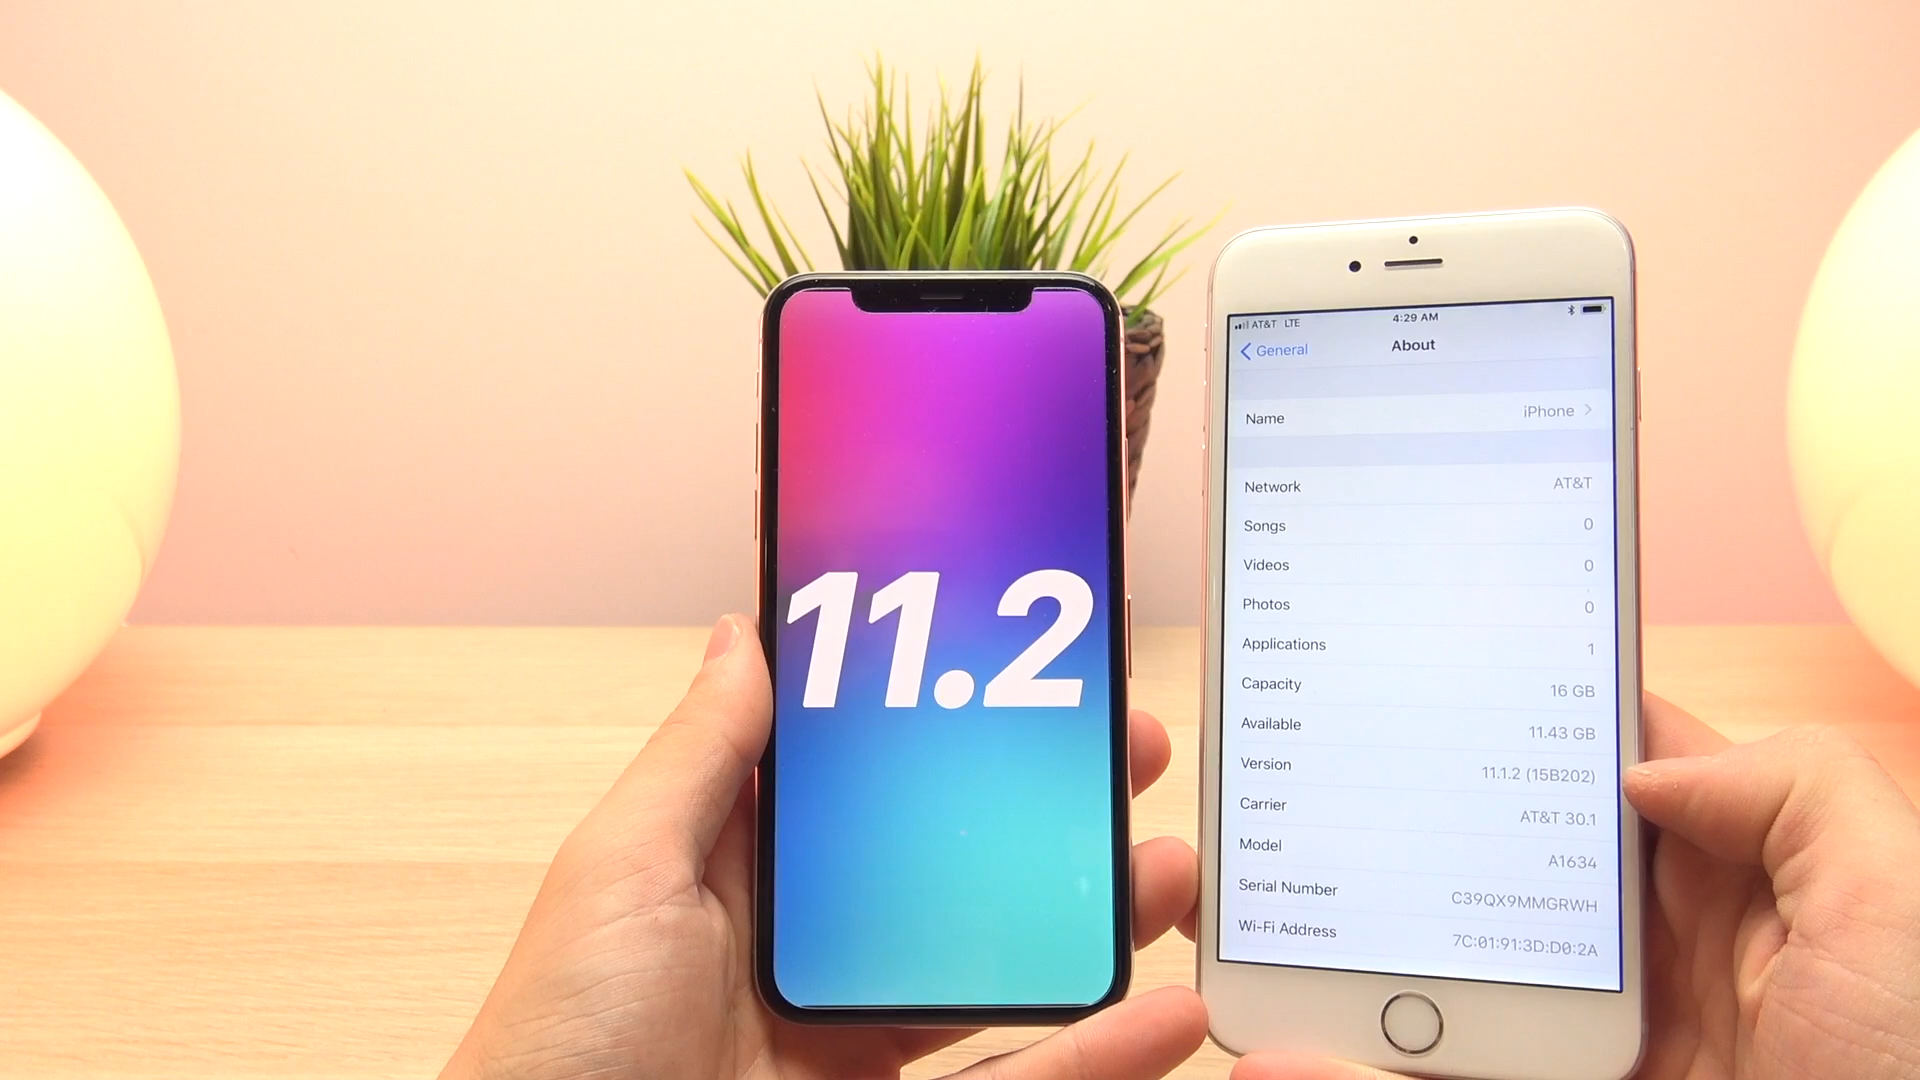 11.2
AT&T LTE 4:29 AM
General About
Name iPhone
Network AT&T
Songs 0
Videos 0
Photos 0
Applications 1
Capacity 16 GB
Available 11.43 GB
Version 11.1.2 (15B202)
Carrier AT&T 30.1
Model A1634
Serial Number C39QX9MMGRWH
Wi-Fi Address 7C:01:91:3D:D0:2A